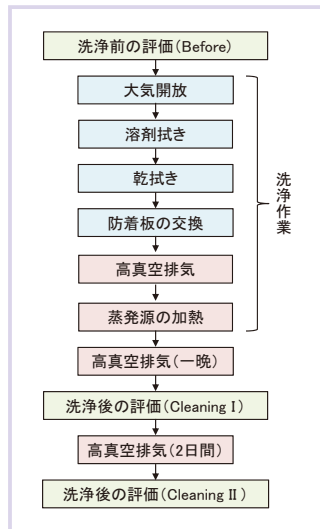 洗浄前の評価(Before)
大気開放
溶剤拭き
乾拭き
防着板の交換
高真空排気
蒸発源の加熱
洗浄作業
高真空排気(一晩)
洗浄後の評価(Cleaning I)
高真空排気(2日間)
洗浄後の評価(Cleaning II)